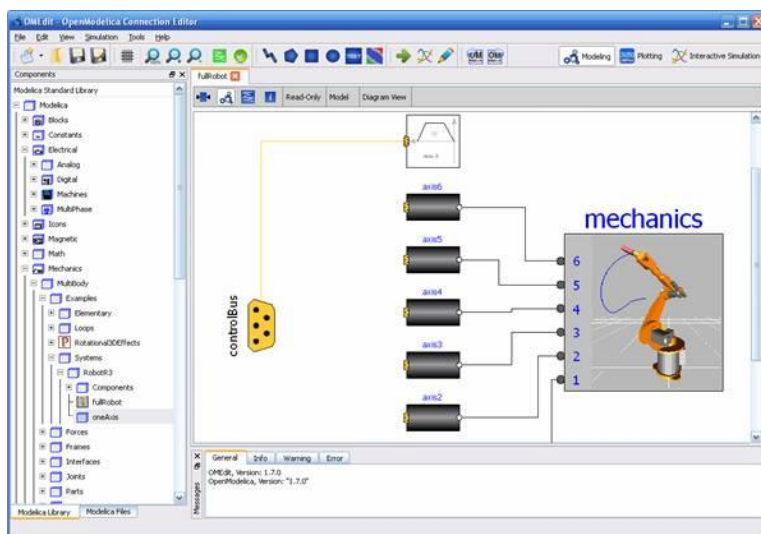 OMEdit - OpenModelica Connection Editor
File Edit View Simulation Tools Help
Modeling Plotting Interactive Simulation
Components
fullRobot
Modelica Standard Library
Read-Only Model Diagram View
Modelica
Blocks
Constants
Electrical
Analog
Digital
Machines
MultiPhase
Icons
Magnetic
Math
Mechanics
MultiBody
Examples
Elementary
Loops
Rotational3DEffects
Systems
RobotR3
Components
fullRobot
oneAxis
Forces
Frames
Interfaces
Joints
Parts
Modelica Library Modelica Files
controlBus
axis6
axis5
axis4
axis3
axis2
mechanics
6
5
4
3
2
1
Messages
General Info Warning Error
OMEdit, Version: 1.7.0
OpenModelica, Version: "1.7.0"